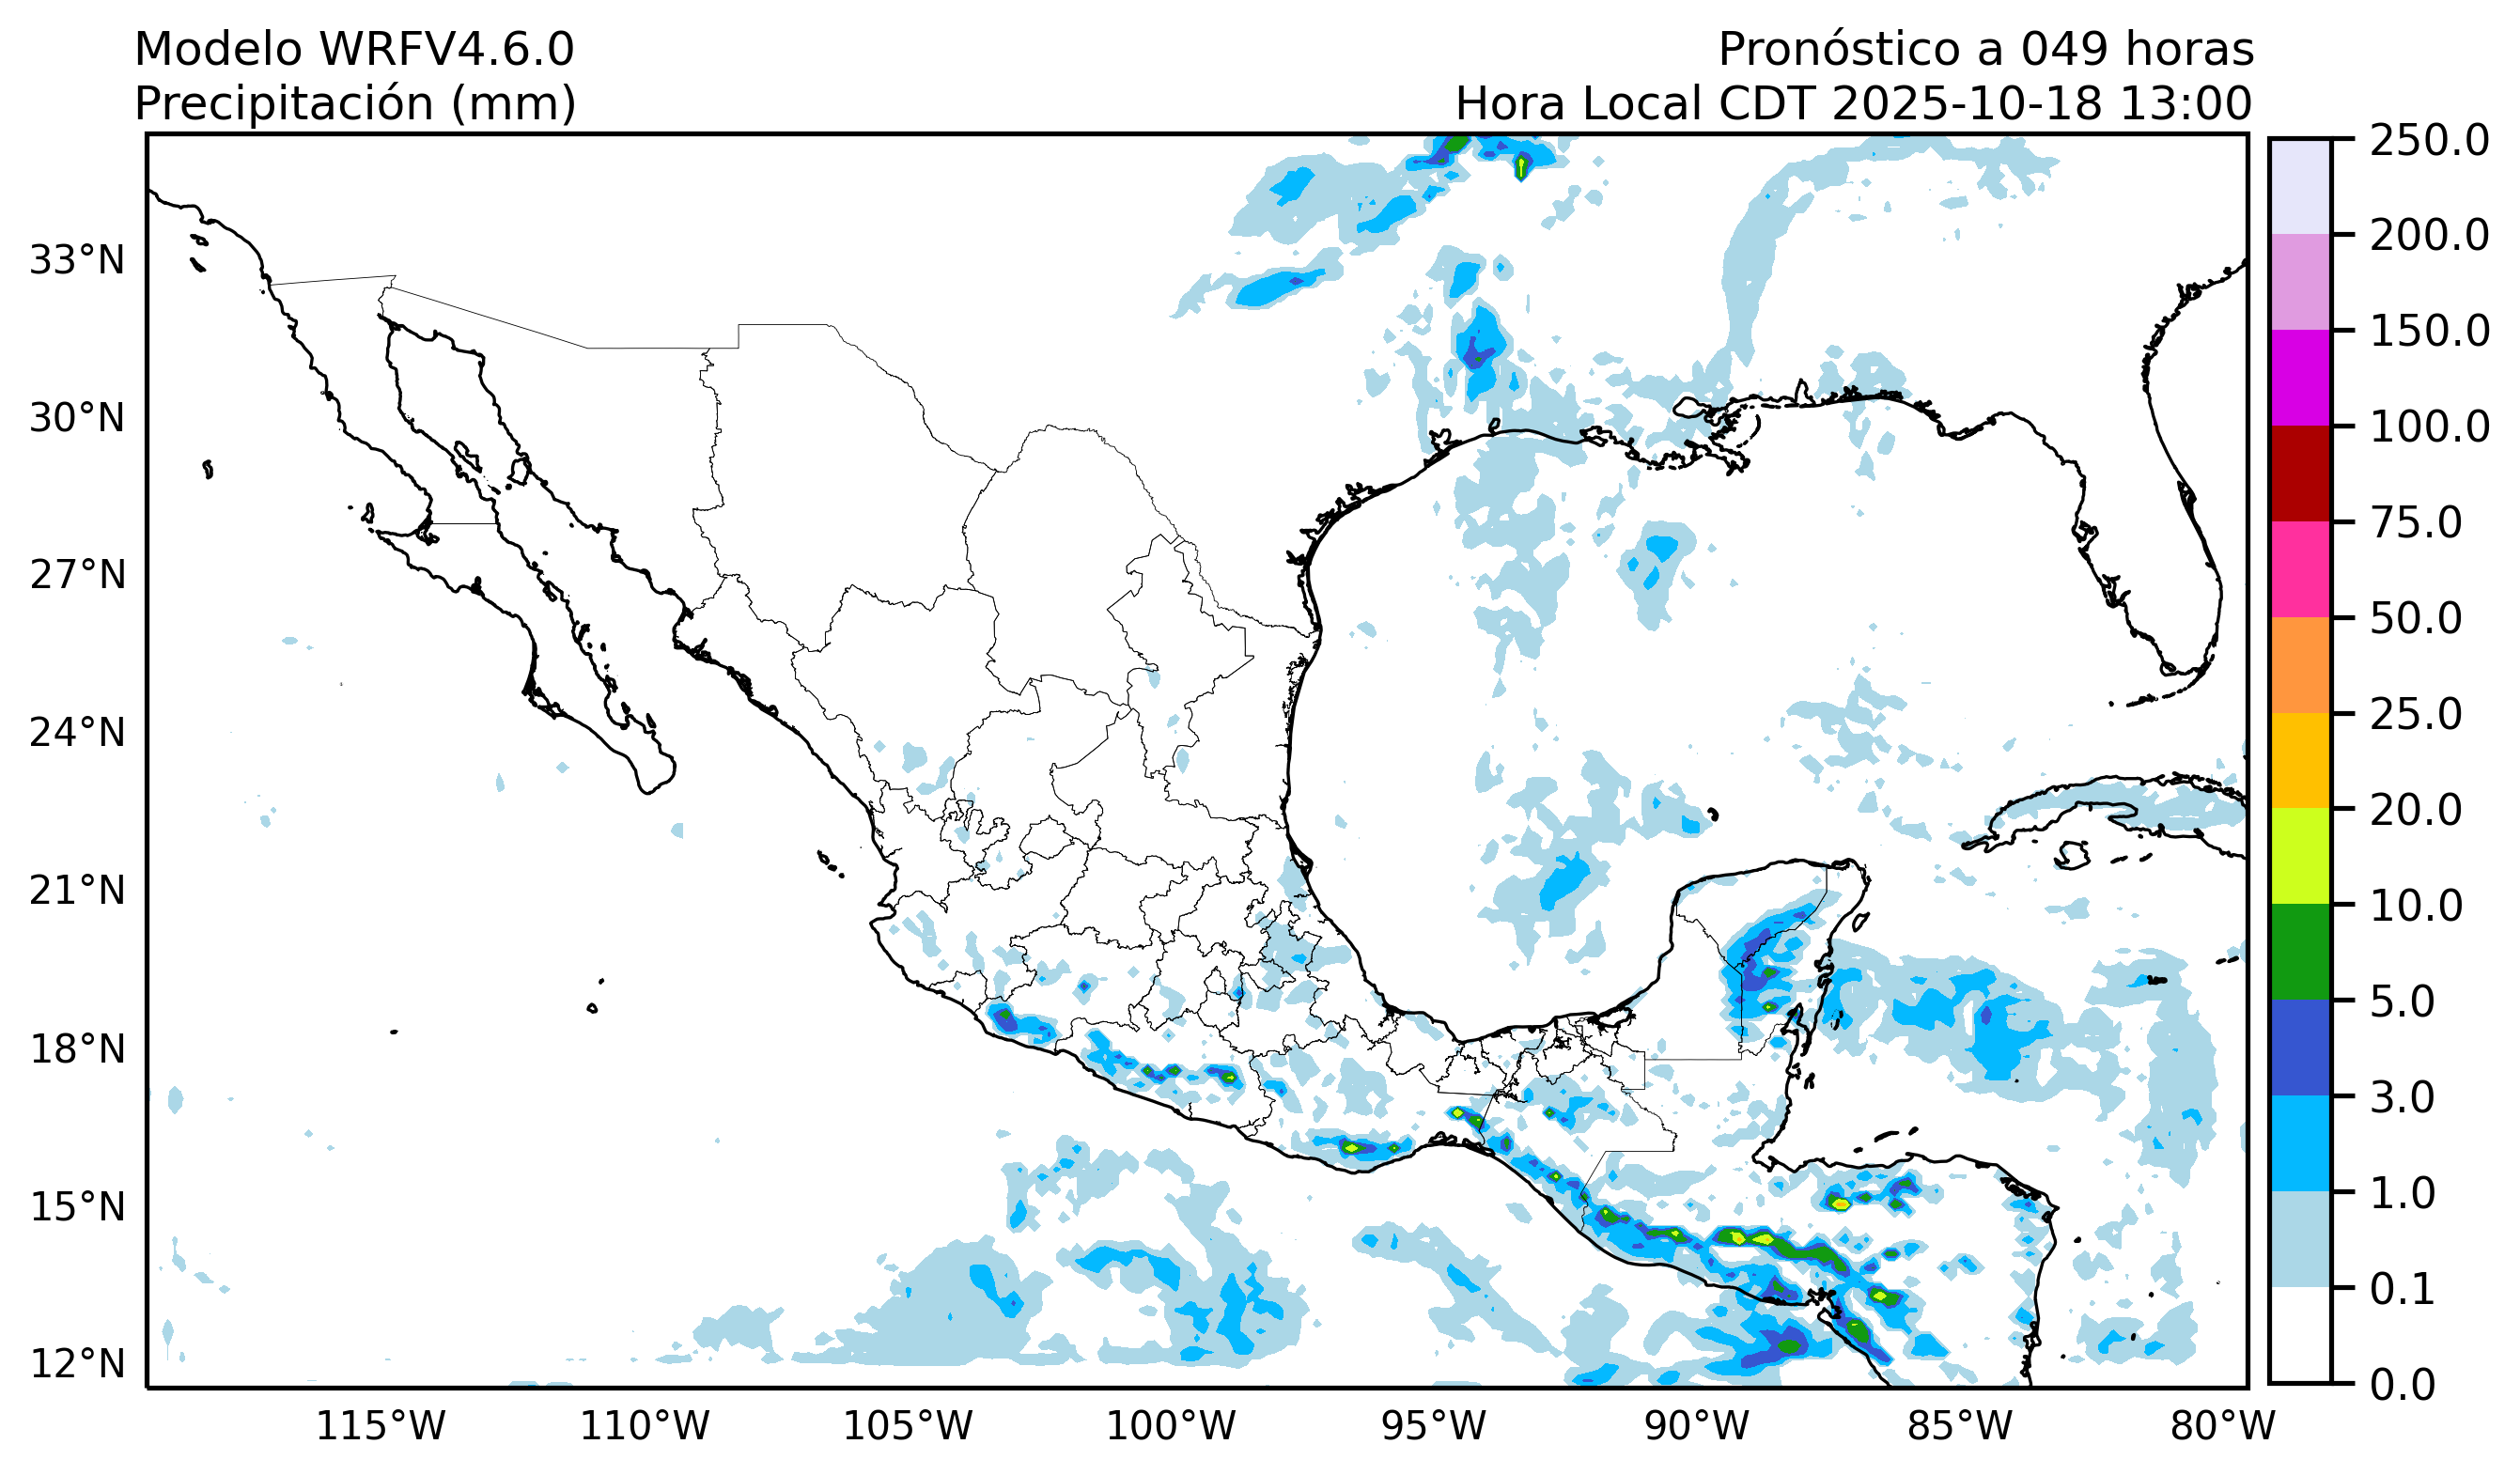 Modelo WRFV4.6.0
Precipitación (mm)
Pronóstico a 049 horas
Hora Local CDT 2025-10-18 13:00
33°N
30°N
27°N
24°N
21°N
18°N
15°N
12°N
115°W
110°W
105°W
100°W
95°W
90°W
85°W
80°W
250.0
200.0
150.0
100.0
75.0
50.0
25.0
20.0
10.0
5.0
3.0
1.0
0.1
0.0